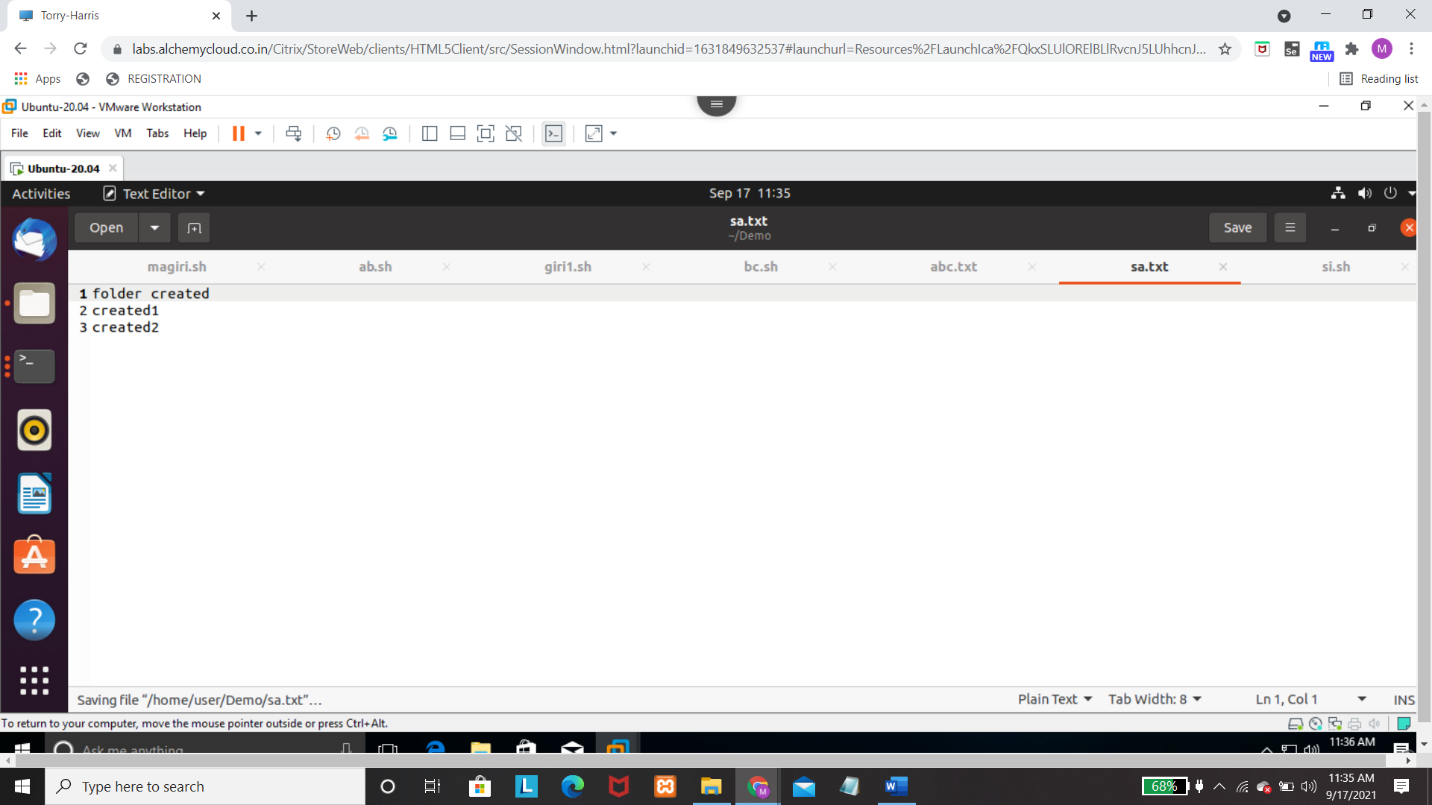 Torry-Harris
labs.alchemycloud.co.in/Citrix/StoreWeb/clients/HTML5Client/src/SessionWindow.html?launchid=1631849632537#launchurl=Resources%2FLaunchIca%2FQkxSLUlORElBLlRvcnJ5LUhhcnJ...
Se
NEW
M
Apps
REGISTRATION
Reading list
Ubuntu-20.04 - VMware Workstation
File Edit View VM Tabs Help
Ubuntu-20.04
Activities Text Editor Sep 17 11:35
Open
sa.txt
~/Demo
Save
magiri.sh ab.sh giri1.sh bc.sh abc.txt sa.txt si.sh
1 folder created
2 created1
3 created2
Saving file “/home/user/Demo/sa.txt”...
Plain Text Tab Width: 8 Ln 1, Col 1 INS
To return to your computer, move the mouse pointer outside or press Ctrl+Alt.
Ask me anything
11:36 AM
Type here to search
L
W
68%
11:35 AM
9/17/2021